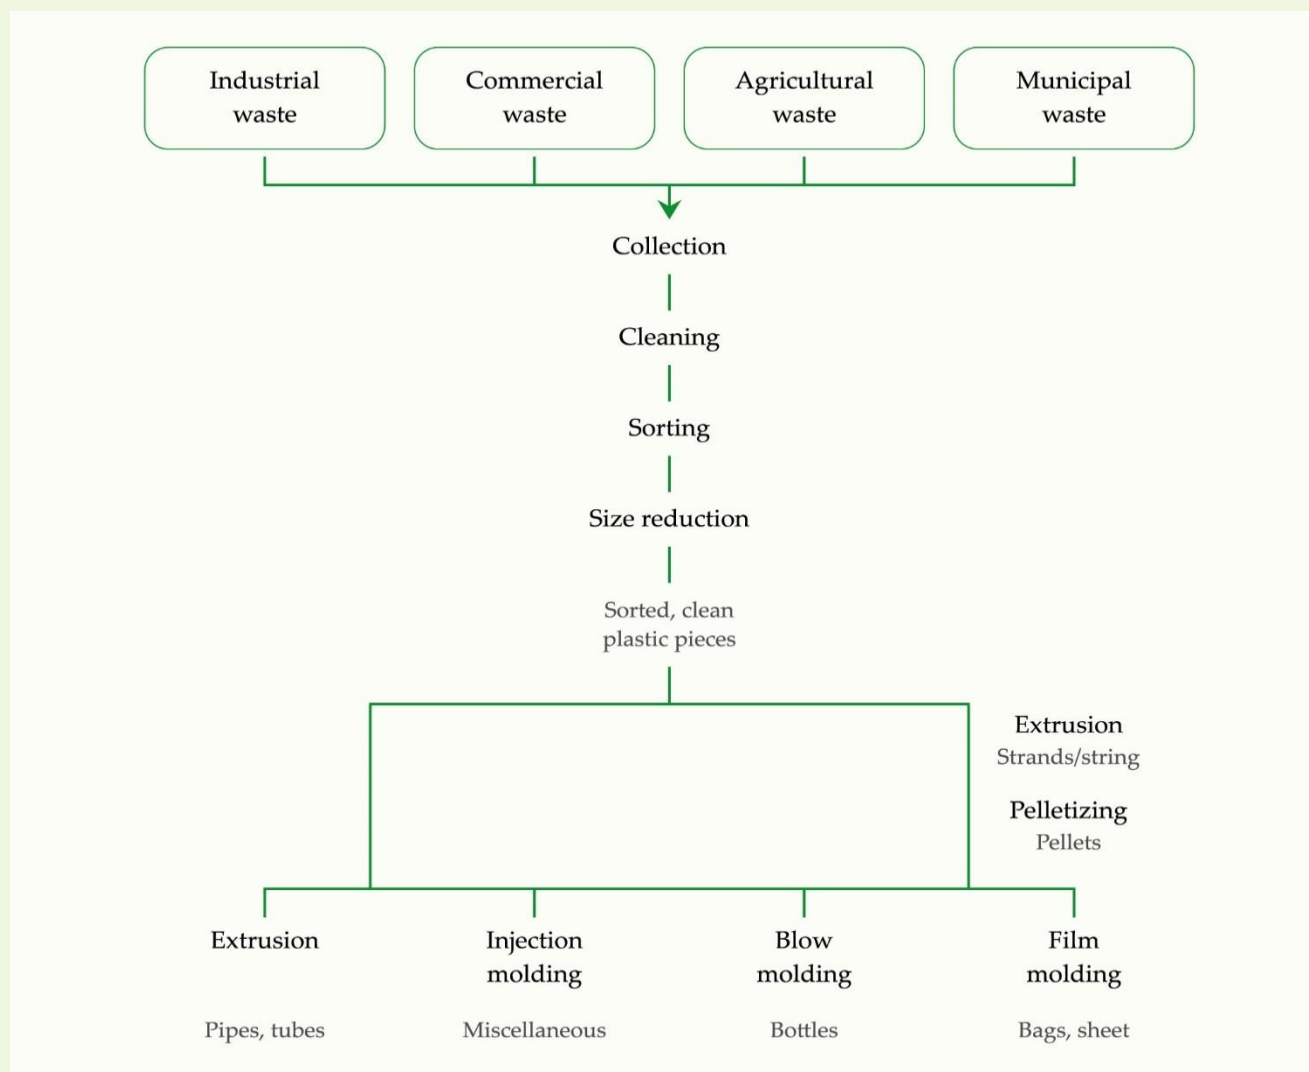 Industrial
waste
Commercial
waste
Agricultural
waste
Municipal
waste
Collection
Cleaning
Sorting
Size reduction
Sorted, clean
plastic pieces
Extrusion
Strands/string
Pelletizing
Pellets
Extrusion
Injection
molding
Blow
molding
Film
molding
Pipes, tubes
Miscellaneous
Bottles
Bags, sheet